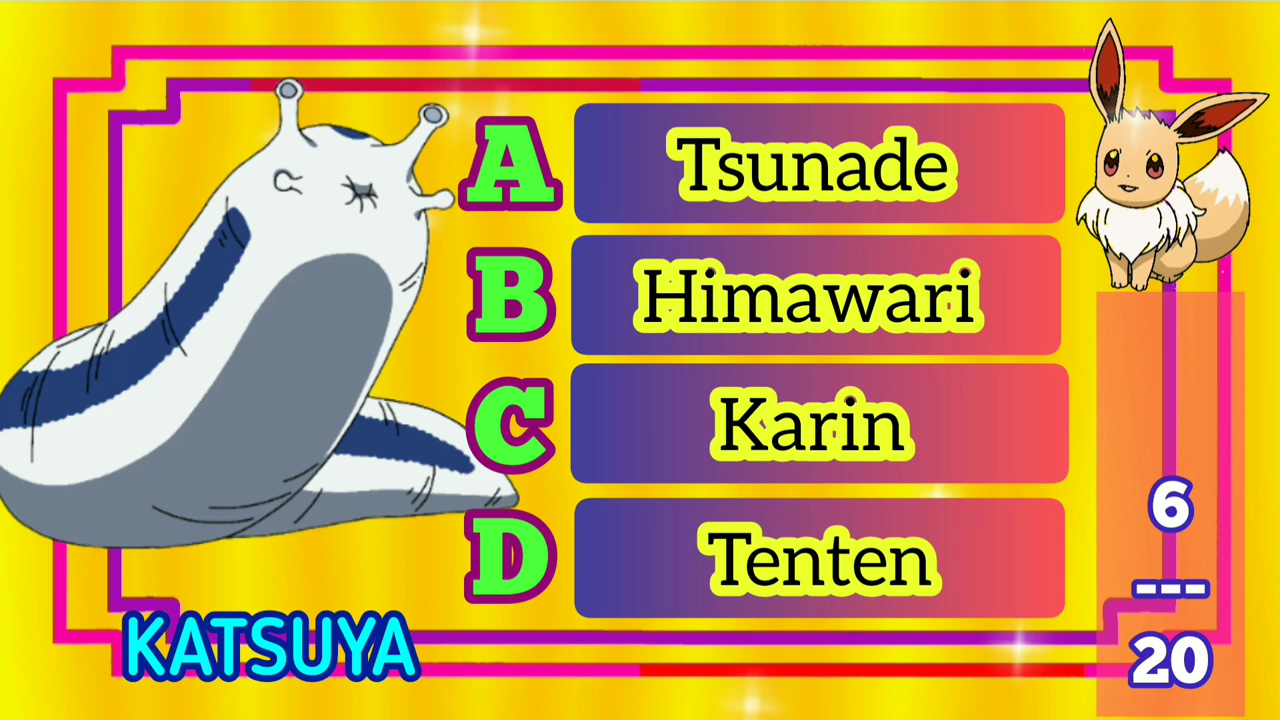 A Tsunade
B Himawari
C Karin
D Tenten
KATSUYA
6
---
20